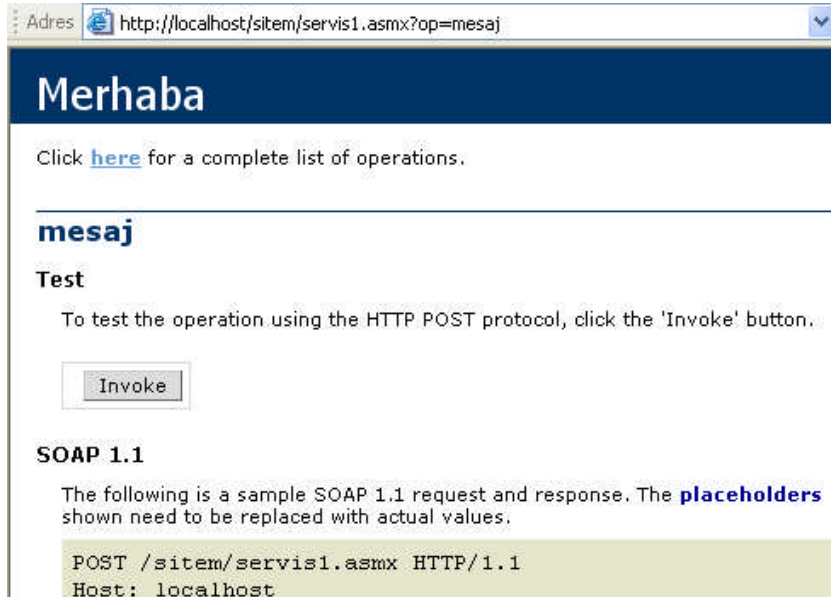 Adres http://localhost/sitem/servis1.asmx?op=mesaj
Merhaba
Click here for a complete list of operations.
mesaj
Test
To test the operation using the HTTP POST protocol, click the 'Invoke' button.
Invoke
SOAP 1.1
The following is a sample SOAP 1.1 request and response. The placeholders
shown need to be replaced with actual values.
POST /sitem/servis1.asmx HTTP/1.1
Host: localhost